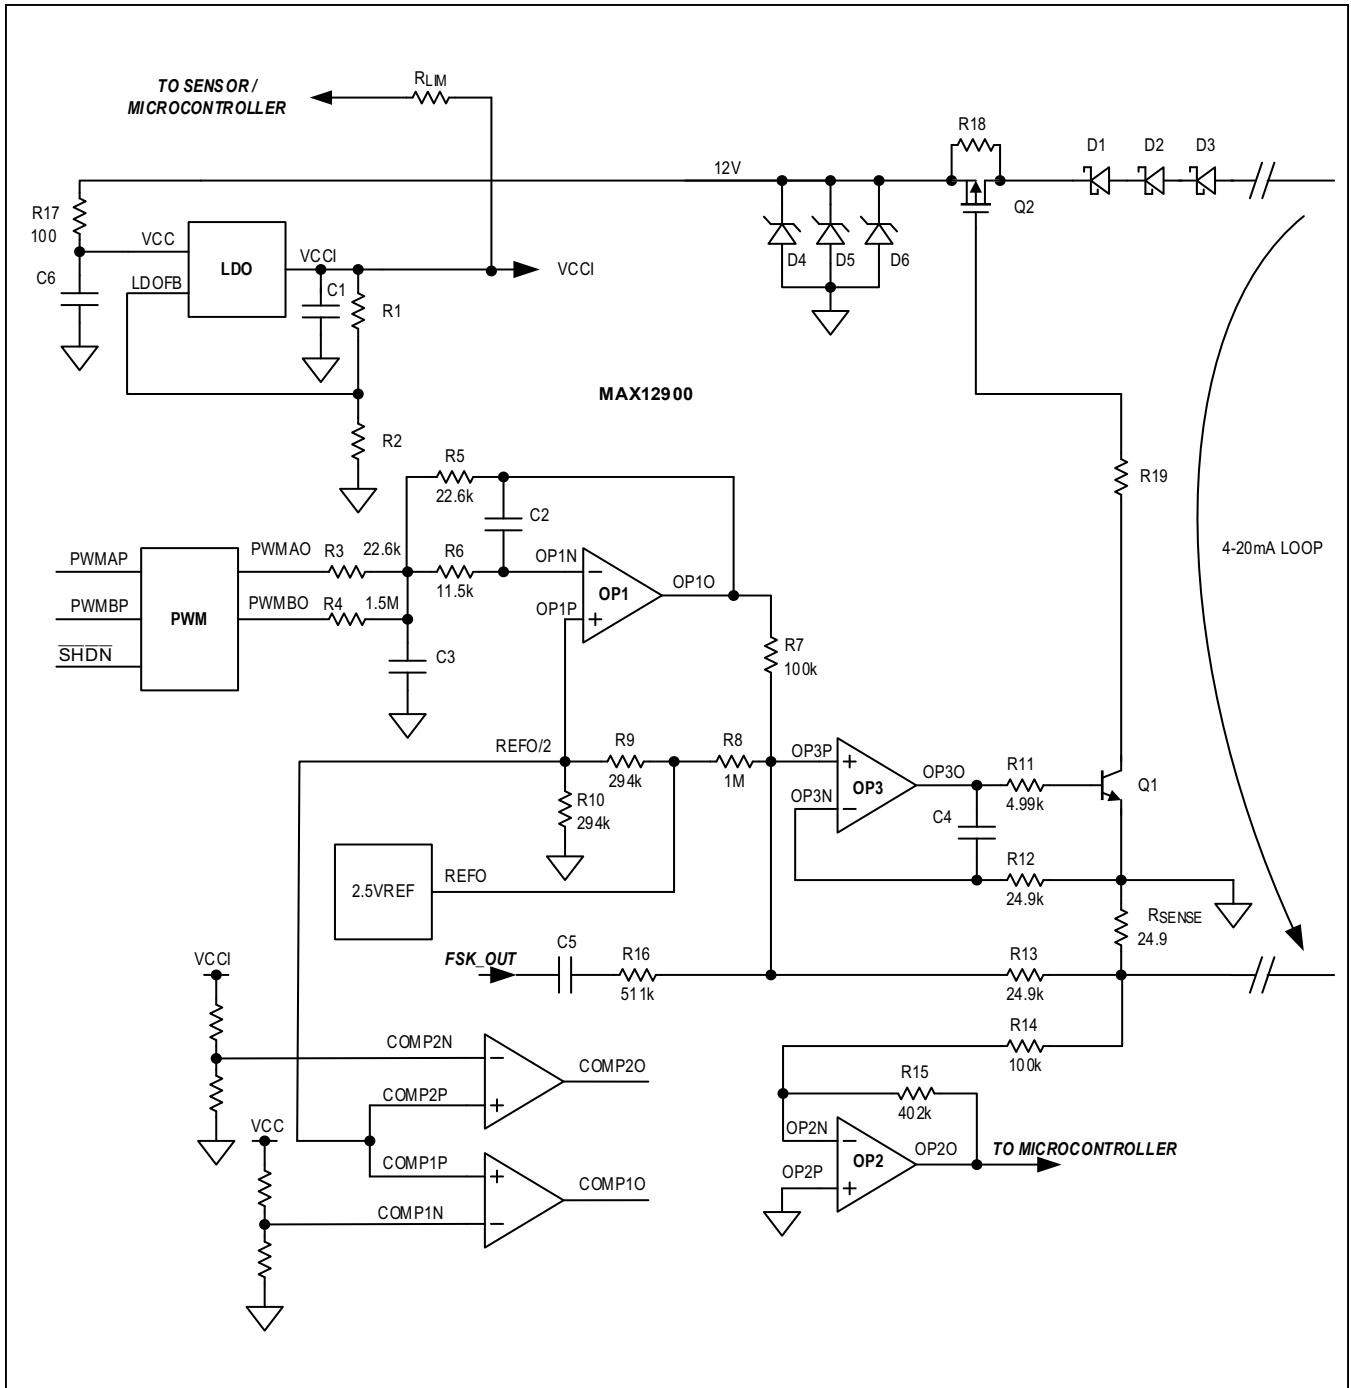 TO SENSOR /
MICROCONTROLLER
RLIM
R18
D1
D2
D3
12V
Q2
R17
100
VCC
LDO
VCCI
VCCI
D4
D5
D6
C6
LDOFB
C1
R1
MAX12900
R2
R5
22.6k
R19
C2
4-20mA LOOP
PWMAP
PWMAO
R3
22.6k
R6
11.5k
OP1N
OP1
OP1O
PWMBP
PWM
PWMBO
R4
1.5M
OP1P
SHDN
C3
R7
100k
REFO/2
R9
294k
R8
1M
OP3P
OP3
OP3O
R11
4.99k
Q1
OP3N
R10
294k
C4
R12
24.9k
2.5VREF
REFO
RSENSE
24.9
FSK_OUT
C5
R16
511k
R13
24.9k
VCCI
R14
100k
COMP2N
COMP2O
COMP2P
R15
402k
VCC
OP2N
OP2
OP2O
TO MICROCONTROLLER
COMP1P
COMP1O
OP2P
COMP1N